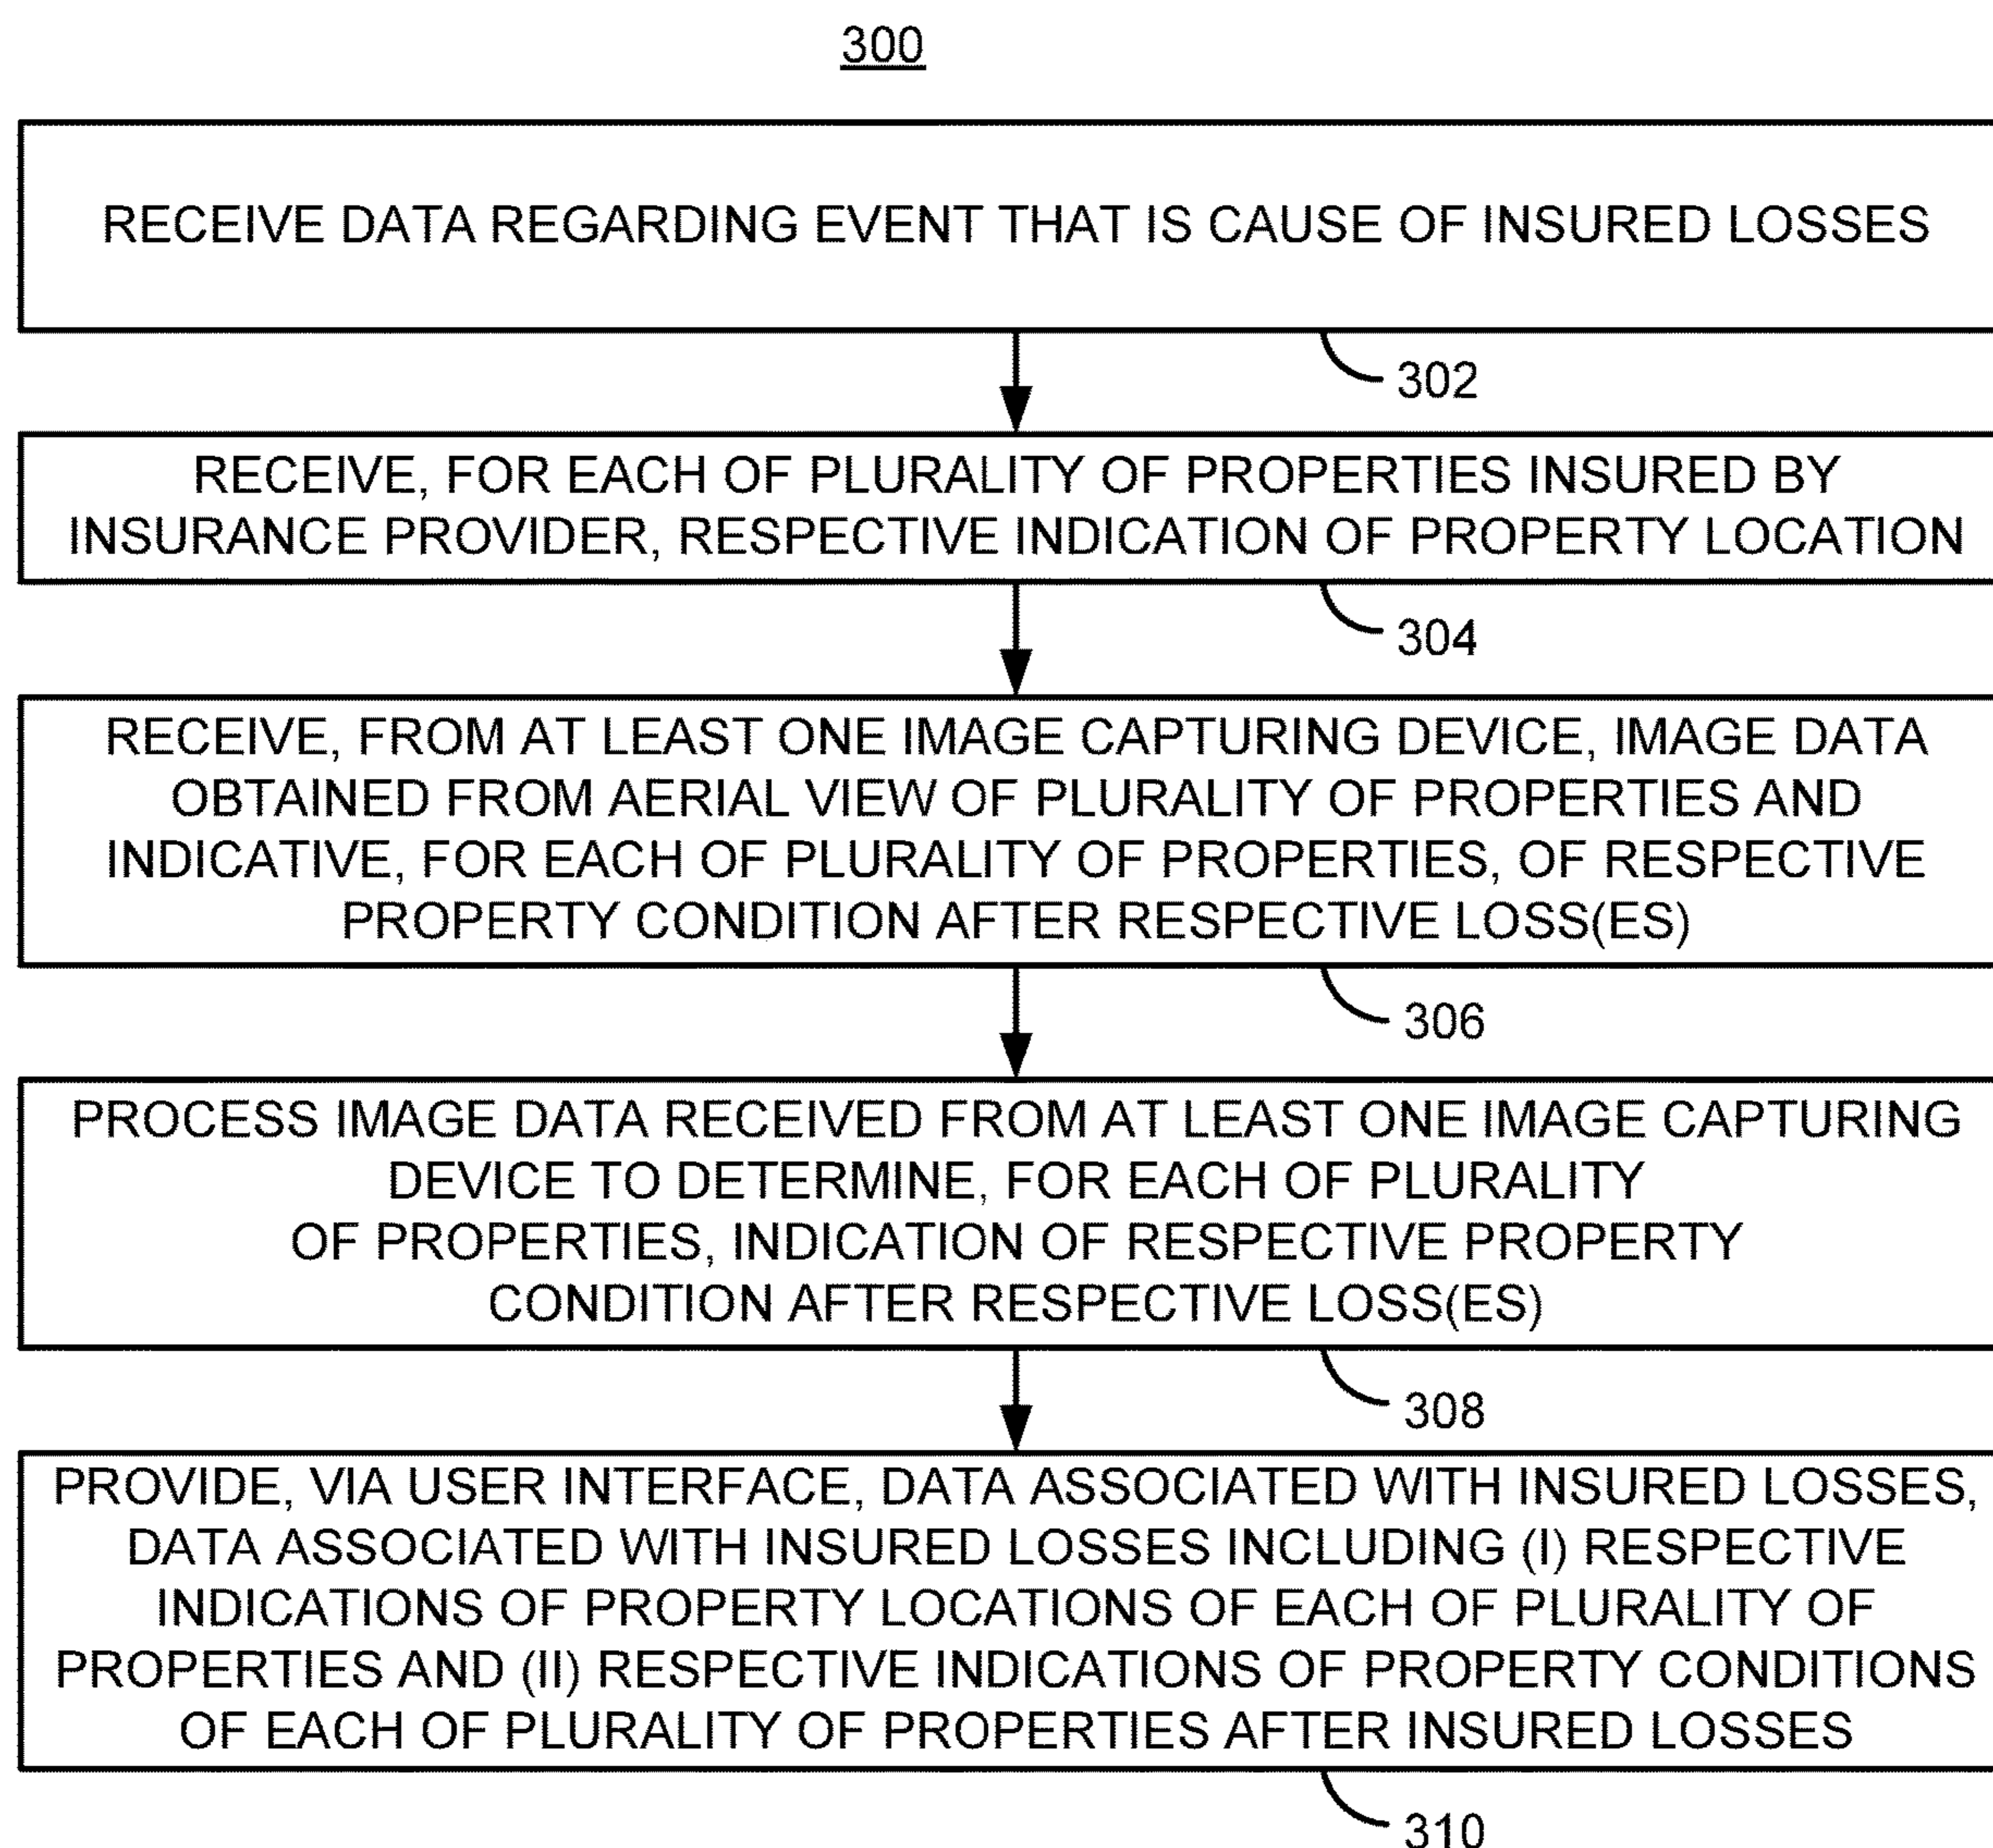 300
RECEIVE DATA REGARDING EVENT THAT IS CAUSE OF INSURED LOSSES
302
RECEIVE, FOR EACH OF PLURALITY OF PROPERTIES INSURED BY
INSURANCE PROVIDER, RESPECTIVE INDICATION OF PROPERTY LOCATION
304
RECEIVE, FROM AT LEAST ONE IMAGE CAPTURING DEVICE, IMAGE DATA
OBTAINED FROM AERIAL VIEW OF PLURALITY OF PROPERTIES AND
INDICATIVE, FOR EACH OF PLURALITY OF PROPERTIES, OF RESPECTIVE
PROPERTY CONDITION AFTER RESPECTIVE LOSS(ES)
306
PROCESS IMAGE DATA RECEIVED FROM AT LEAST ONE IMAGE CAPTURING
DEVICE TO DETERMINE, FOR EACH OF PLURALITY
OF PROPERTIES, INDICATION OF RESPECTIVE PROPERTY
CONDITION AFTER RESPECTIVE LOSS(ES)
308
PROVIDE, VIA USER INTERFACE, DATA ASSOCIATED WITH INSURED LOSSES,
DATA ASSOCIATED WITH INSURED LOSSES INCLUDING (I) RESPECTIVE
INDICATIONS OF PROPERTY LOCATIONS OF EACH OF PLURALITY OF
PROPERTIES AND (II) RESPECTIVE INDICATIONS OF PROPERTY CONDITIONS
OF EACH OF PLURALITY OF PROPERTIES AFTER INSURED LOSSES
310